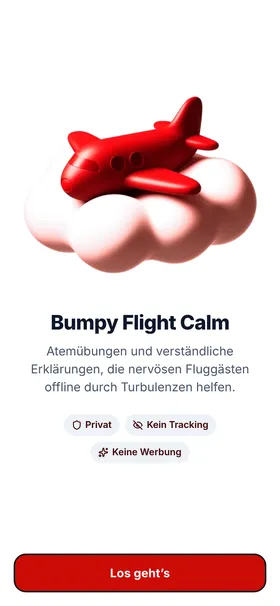 Bumpy Flight Calm
Atemübungen und verständliche
Erklärungen, die nervösen Fluggästen
offline durch Turbulenzen helfen.
Privat
Kein Tracking
Keine Werbung
Los geht’s